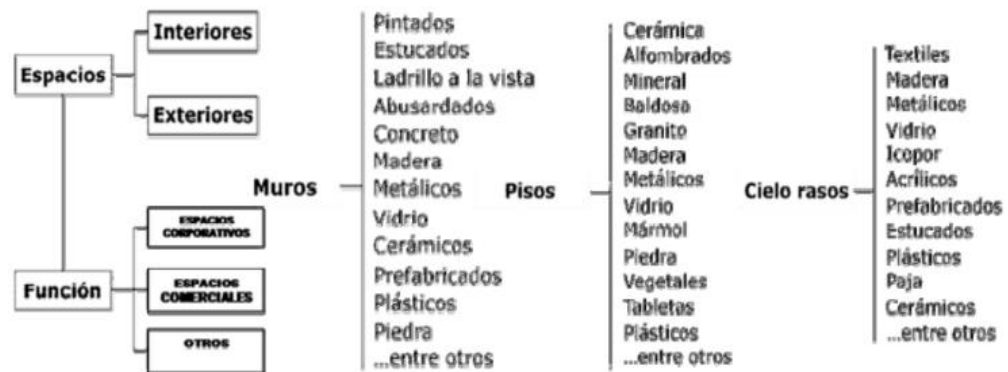 Espacios
Interiores
Exteriores
Función
ESPACIOS
CORPORATIVOS
ESPACIOS
COMERCIALES
OTROS
Muros
Pintados
Estucados
Ladrillo a la vista
Abusardados
Concreto
Madera
Metálicos
Vidrio
Cerámicos
Prefabricados
Plásticos
Piedra
...entre otros
Pisos
Cerámica
Alfombrados
Mineral
Baldosa
Granito
Madera
Metálicos
Vidrio
Mármol
Piedra
Vegetales
Tabletas
Plásticos
...entre otros
Cielo rasos
Textiles
Madera
Metálicos
Vidrio
Icopor
Acrílicos
Prefabricados
Estucados
Plásticos
Paja
Cerámicos
...entre otros